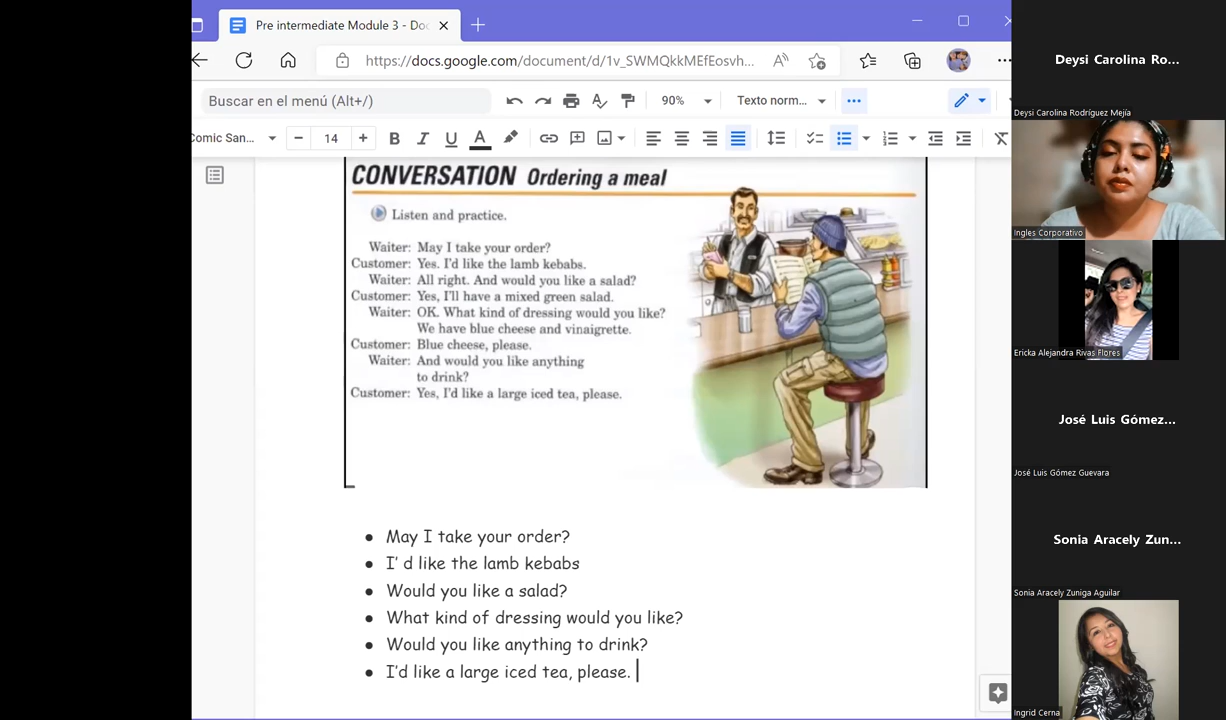 Pre intermediate Module 3 - Doc
https://docs.google.com/document/d/1v_SWMQkkMEfEosvh...
Buscar en el menú (Alt+/)
90%
Texto norm...
Comic San...
14
CONVERSATION Ordering a meal
Listen and practice.
Waiter: May I take your order?
Customer: Yes. I'd like the lamb kebabs.
Waiter: All right. And would you like a salad?
Customer: Yes, I'll have a mixed green salad.
Waiter: OK. What kind of dressing would you like?
We have blue cheese and vinaigrette.
Customer: Blue cheese, please.
Waiter: And would you like anything
to drink?
Customer: Yes, I'd like a large iced tea, please.
• May I take your order?
• I' d like the lamb kebabs
• Would you like a salad?
• What kind of dressing would you like?
• Would you like anything to drink?
• I'd like a large iced tea, please.
Deysi Carolina Ro...
Deysi Carolina Rodríguez Mejía
Ingles Corporativo
Ericka Alejandra Rivas Flores
José Luis Gómez...
José Luis Gómez Guevara
Sonia Aracely Zun...
Sonia Aracely Zuniga Aguilar
Ingrid Cerna